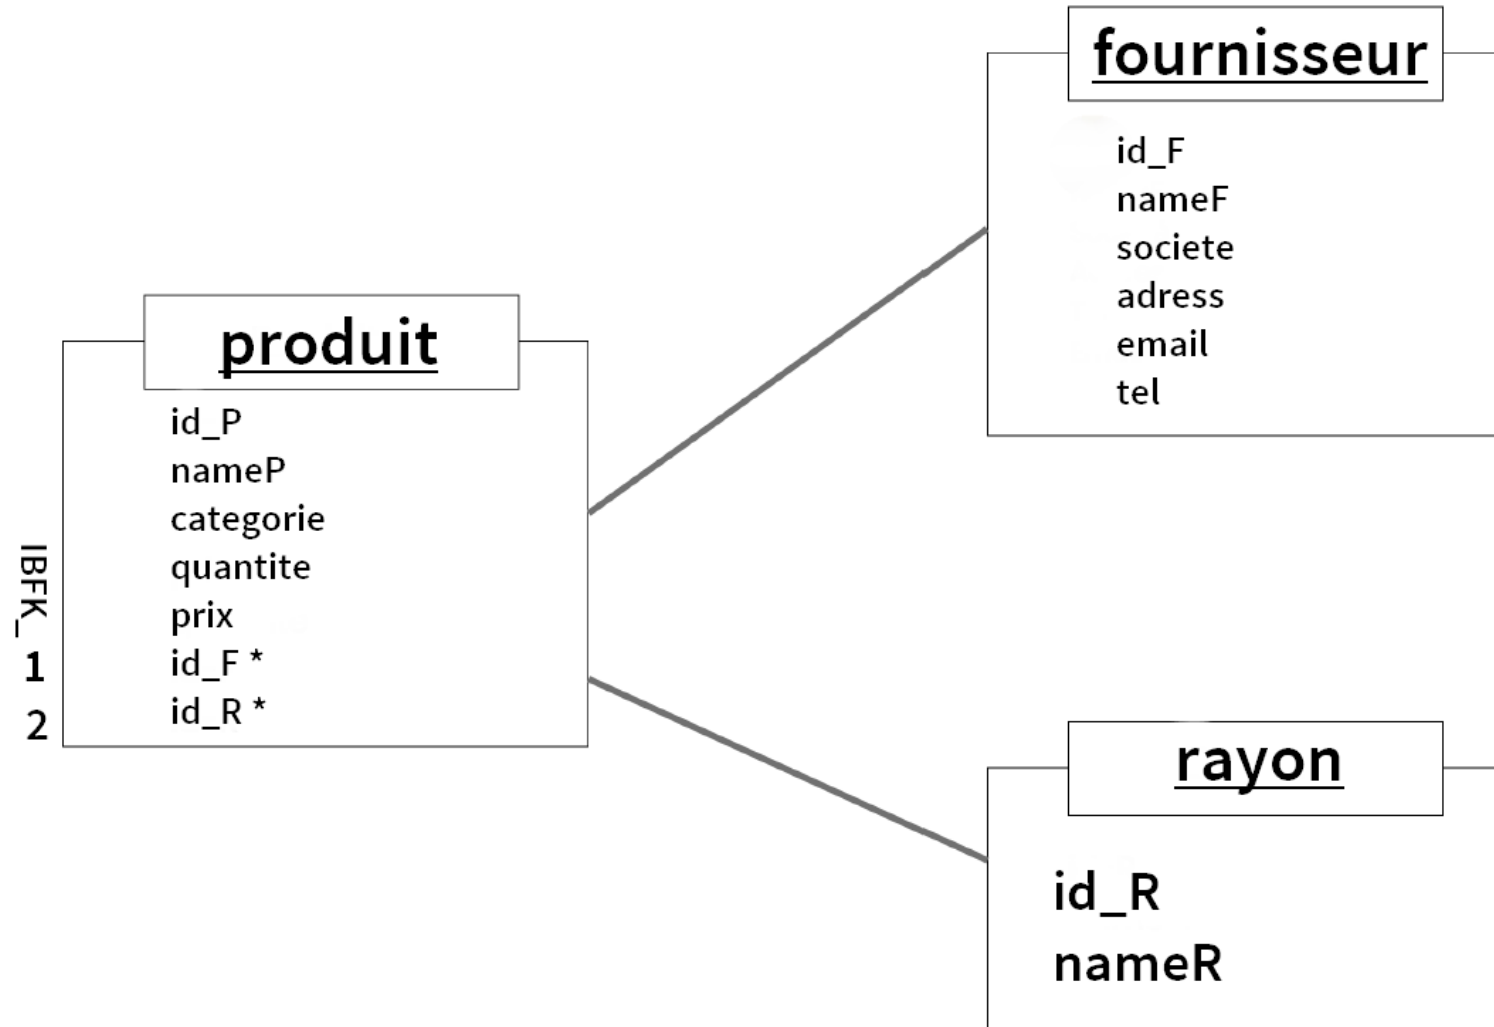 fournisseur
id_F
nameF
societe
adress
email
tel
produit
id_P
nameP
categorie
quantite
prix
id_F *
id_R *
IBFK_
1
2
rayon
id_R
nameR